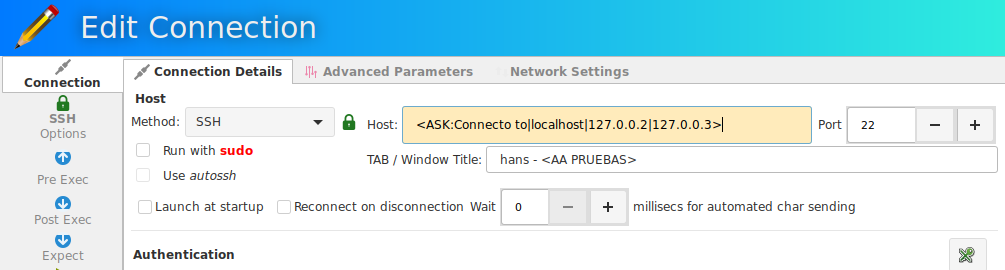 Edit Connection
Connection
SSH
Options
Pre Exec
Post Exec
Expect
Connection Details
Advanced Parameters
Network Settings
Host
Method: SSH
Host: <ASK:Connecto to|localhost|127.0.0.2|127.0.0.3>
Port 22
Run with sudo
TAB / Window Title: hans - <AA PRUEBAS>
Use autossh
Launch at startup Reconnect on disconnection Wait 0 millisecs for automated char sending
Authentication